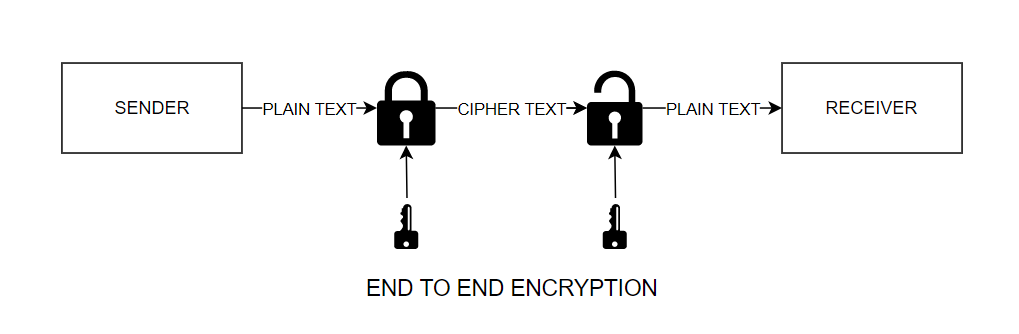 SENDER
PLAIN TEXT
CIPHER TEXT
PLAIN TEXT
RECEIVER
END TO END ENCRYPTION